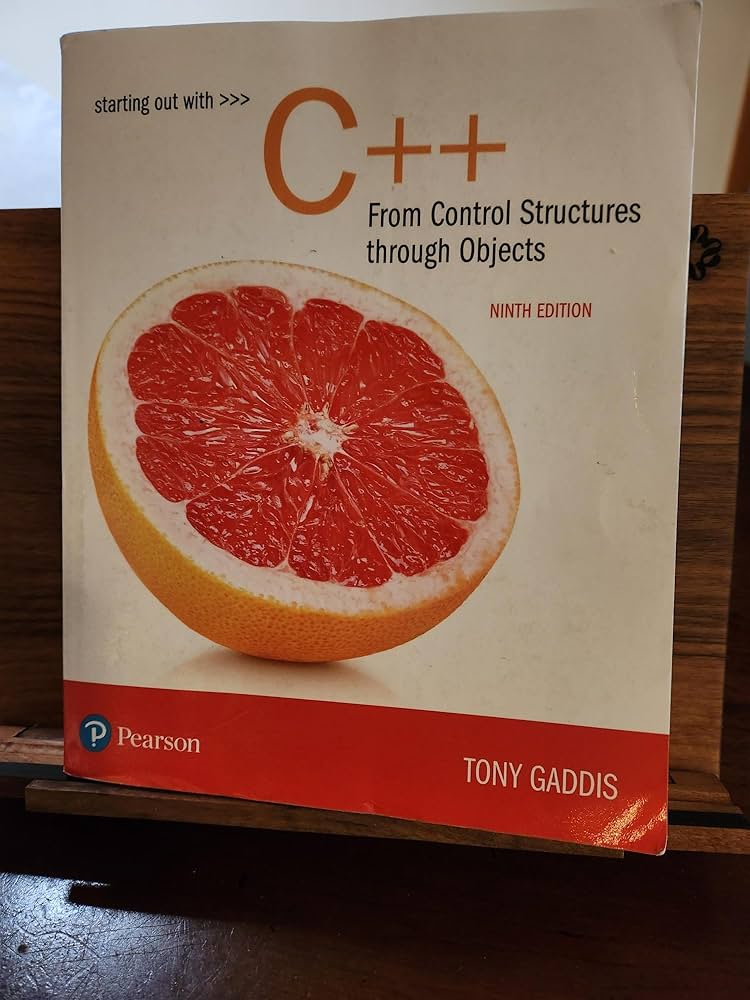 starting out with >>>
C++
From Control Structures
through Objects
NINTH EDITION
P Pearson
TONY GADDIS